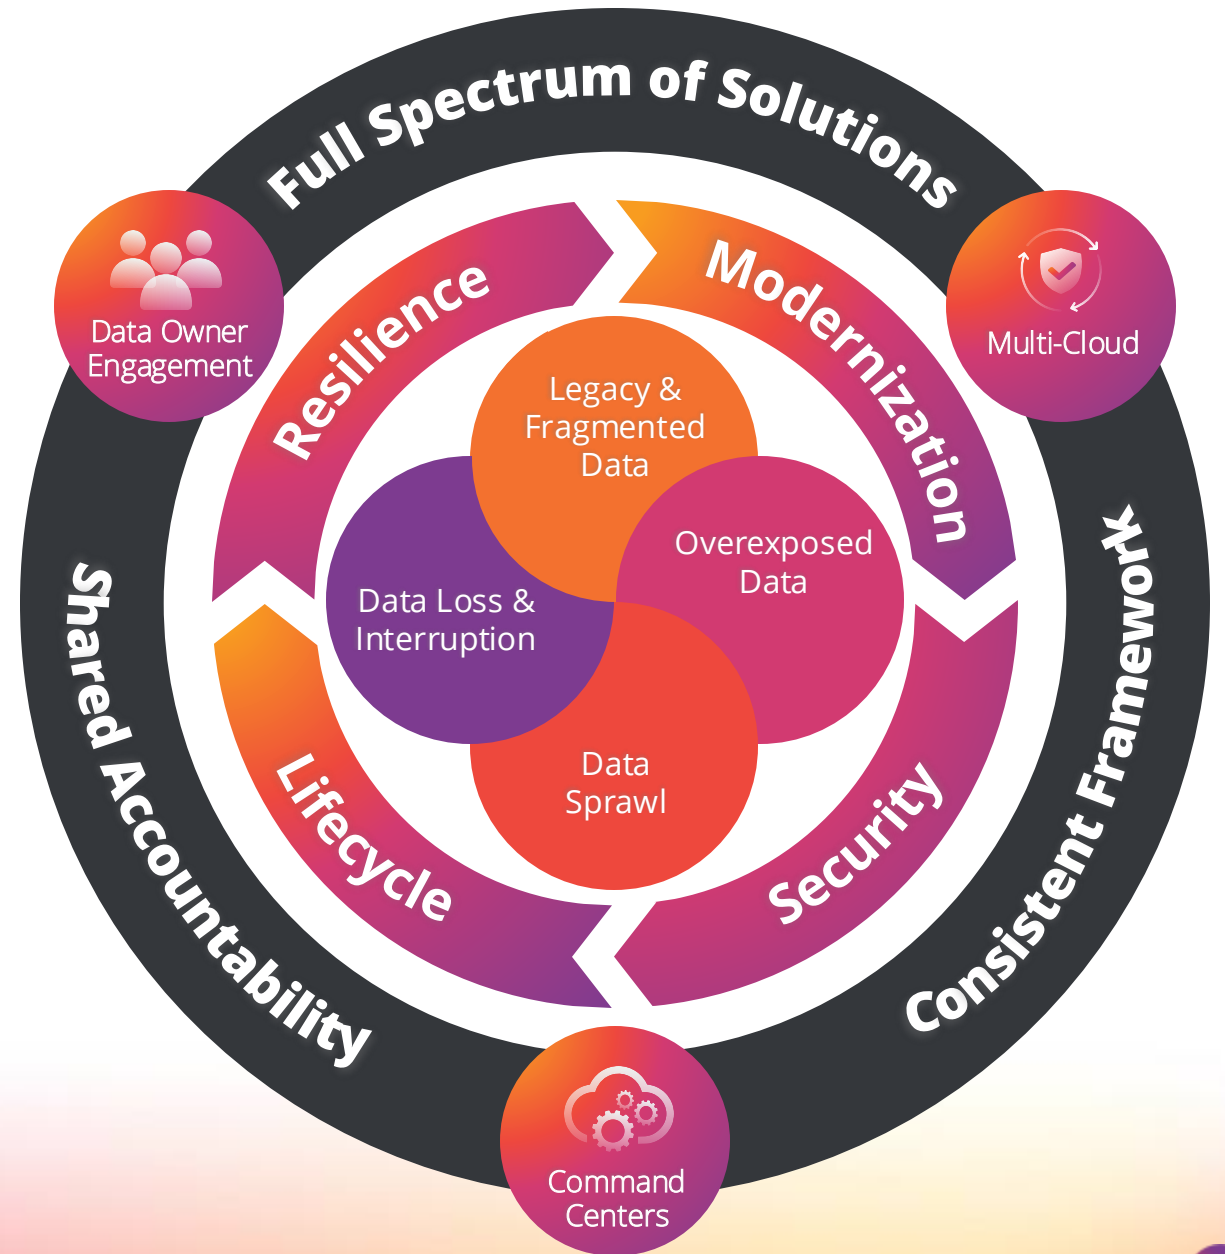 Full Spectrum of Solutions
Data Owner
Engagement
Multi-Cloud
Resilience
Modernization
Legacy &
Fragmented
Data
Overexposed
Data
Data Loss &
Interruption
Data
Sprawl
Lifecycle
Security
Shared Accountability
Consistent Framework
Command
Centers